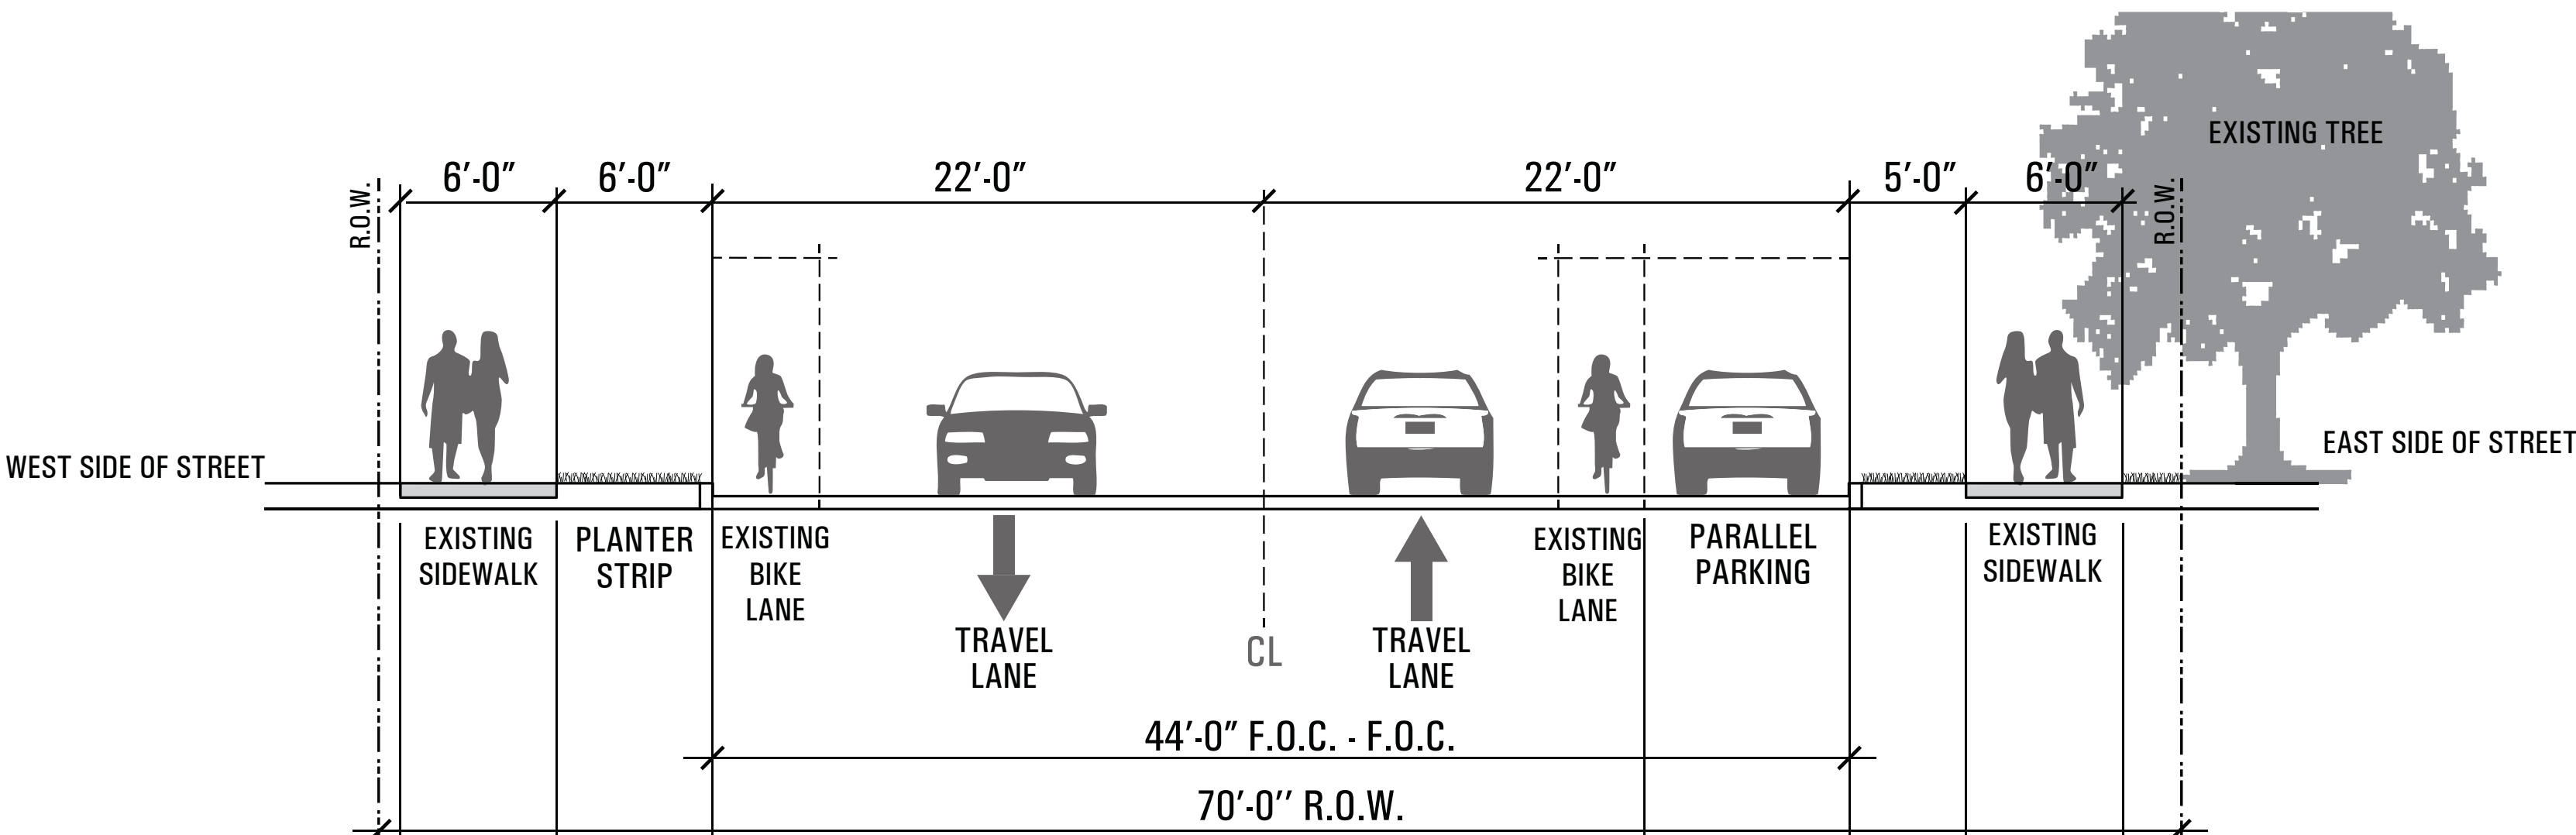 EXISTING TREE
6'-0"
6'-0"
22'-0"
22'-0"
5'-0"
6'-0"
R.O.W.
R.O.W.
WEST SIDE OF STREET
EAST SIDE OF STREET
EXISTING
SIDEWALK
PLANTER
STRIP
EXISTING
BIKE
LANE
TRAVEL
LANE
CL
TRAVEL
LANE
EXISTING
BIKE
LANE
PARALLEL
PARKING
EXISTING
SIDEWALK
44'-0" F.O.C. - F.O.C.
70'-0'' R.O.W.